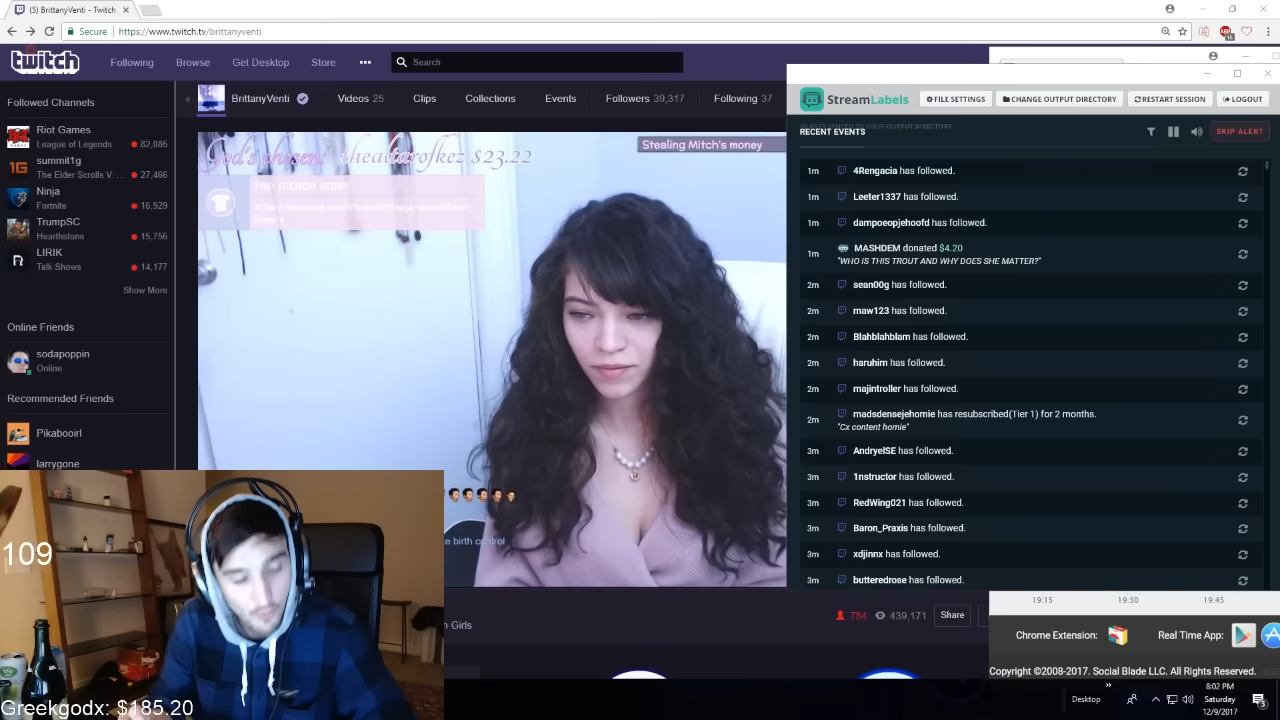 (5) BrittanyVenti - Twitch
Secure
https://www.twitch.tv/brittanyventi
twitch
Following
Browse
Get Desktop
Store
Search
Followed Channels
Riot Games
League of Legends
82,085
summit1g
The Elder Scrolls V: ...
27,466
Ninja
Fortnite
16,929
TrumpSC
Hearthstone
15,756
LIRIK
Talk Shows
14,177
Show More
Online Friends
sodapoppin
Online
Recommended Friends
Pikabooirl
larrygone
BrittanyVenti
Videos 25
Clips
Collections
Events
Followers 39,317
Following 37
God's chosen: thealtarofkez $23.22
Stealing Mitch's money
FAN MERCH STORY
birth control
109
Greekgodx: $185.20
n Girls
784
439,171
Share
StreamLabels
FILE SETTINGS
CHANGE OUTPUT DIRECTORY
RESTART SESSION
LOGOUT
RECENT EVENTS
SKIP ALERT
1m 4Rengacia has followed.
1m Leeter1337 has followed.
1m dampoeopjehoofd has followed.
1m MASHDEM donated $4.20
"WHO IS THIS TROUT AND WHY DOES SHE MATTER?"
2m sean00g has followed.
2m maw123 has followed.
2m Blahblahblam has followed.
2m haruhim has followed.
2m majintroller has followed.
2m madsdensejehomie has resubscribed(Tier 1) for 2 months.
"Cx content homie"
3m AndryelSE has followed.
3m 1nstructor has followed.
3m RedWing021 has followed.
3m Baron_Praxis has followed.
3m xdjinnx has followed.
3m butteredrose has followed.
19:15
19:30
19:45
Chrome Extension:
Real Time App:
Copyright ©2008-2017. Social Blade LLC. All Rights Reserved.
Desktop
8:02 PM
Saturday
12/9/2017
3